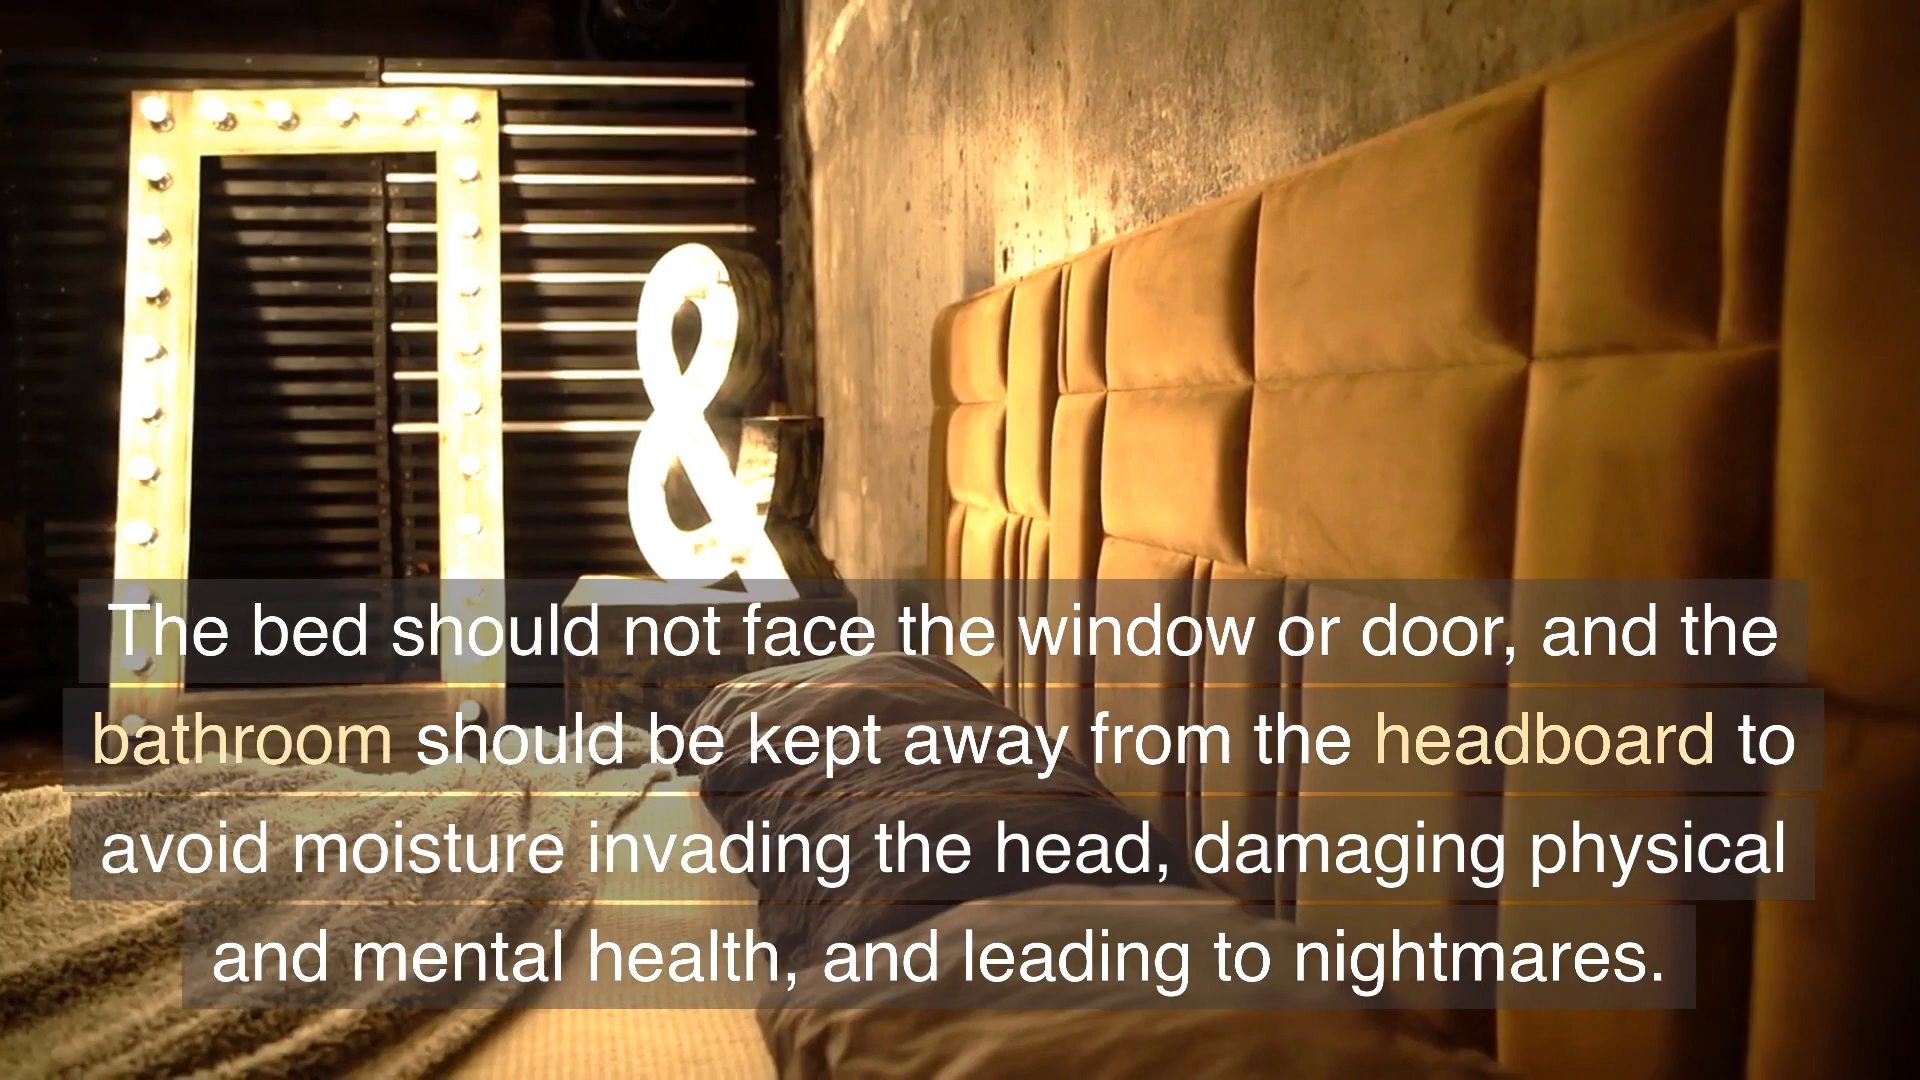 &
The bed should not face the window or door, and the
bathroom should be kept away from the headboard to
avoid moisture invading the head, damaging physical
and mental health, and leading to nightmares.